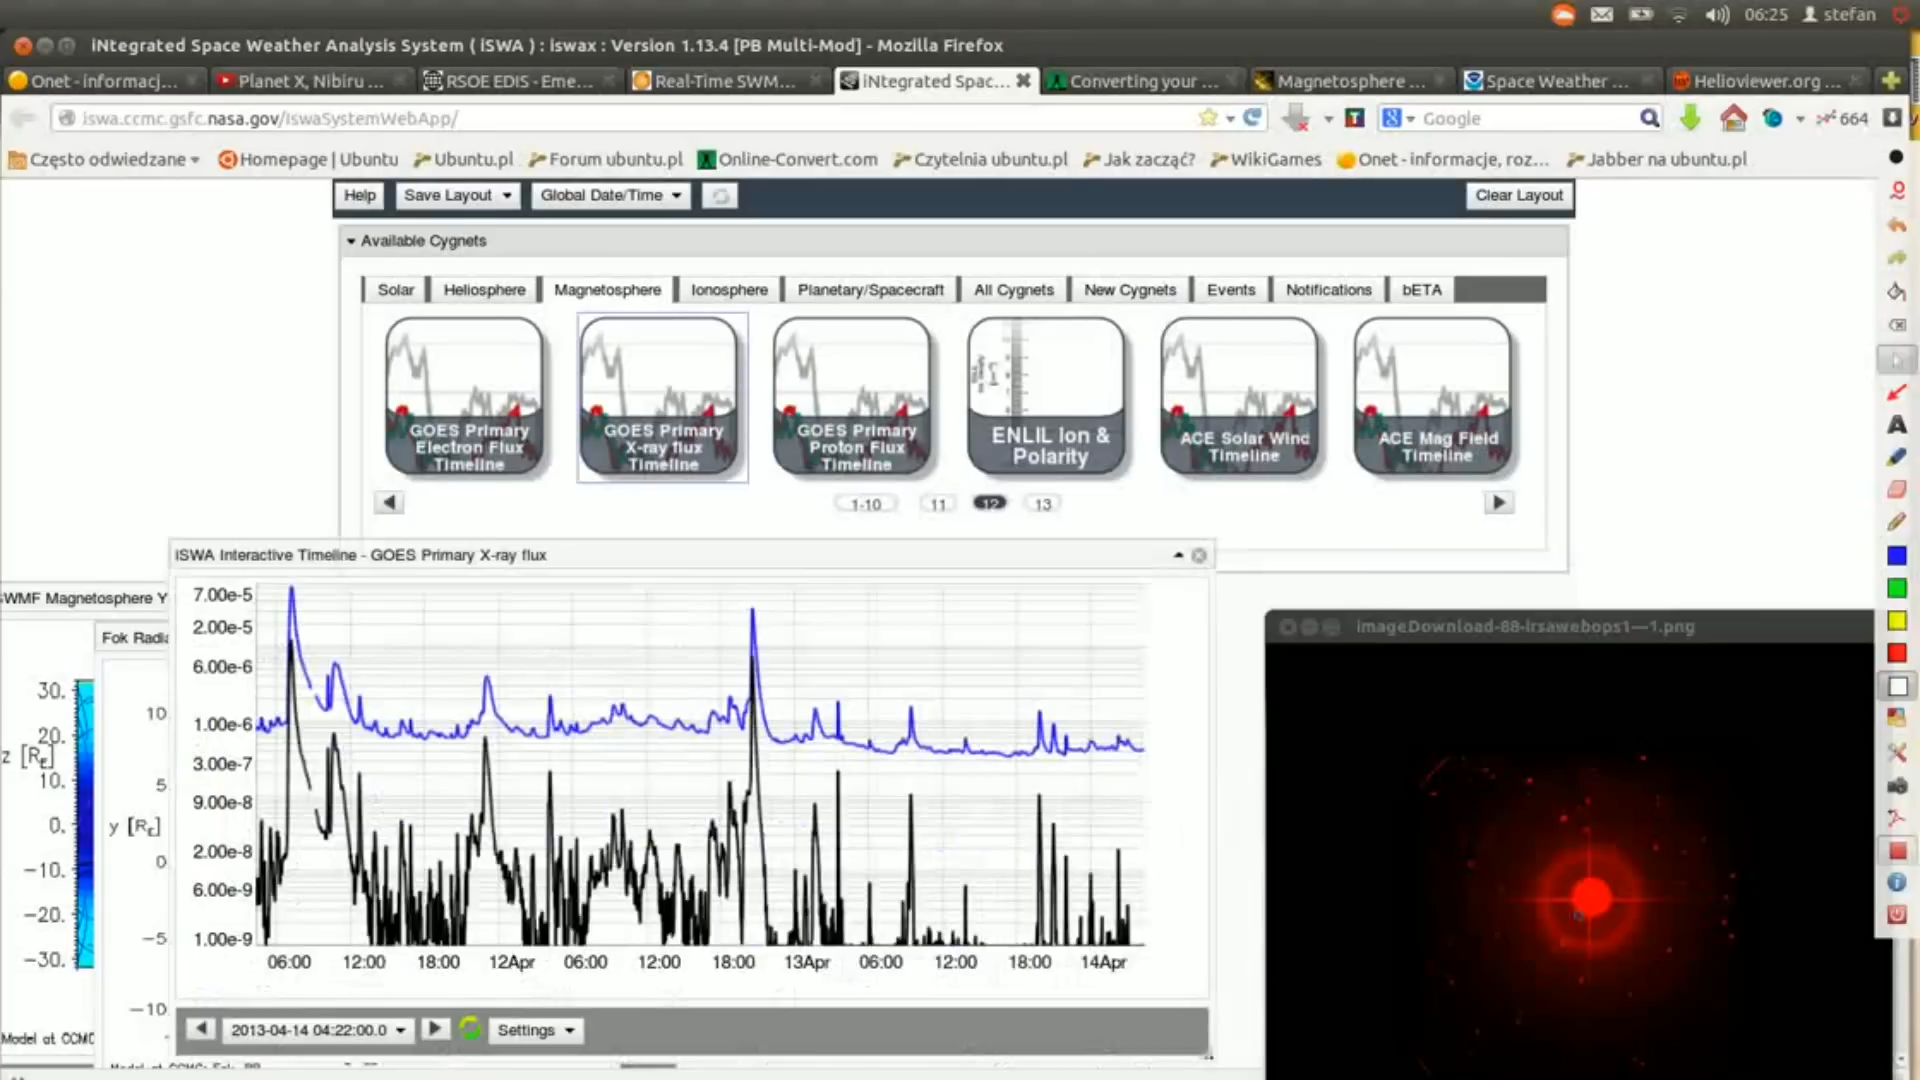 06:25 stefan
iNtegrated Space Weather Analysis System ( iSWA ) : iswax : Version 1.13.4 [PB Multi-Mod] - Mozilla Firefox
Onet - informacj... Planet X, Nibiru ... RSOE EDIS - Eme... Real-Time SWM... iNtegrated Spac... Converting your ... Magnetosphere ... Space Weather ... Helioviewer.org ...
iswa.ccmc.gsfc.nasa.gov/IswaSystemWebApp/ Google 664
Często odwiedzane Homepage | Ubuntu Ubuntu.pl Forum ubuntu.pl Online-Convert.com Czytelnia ubuntu.pl Jak zacząć? WikiGames Onet - informacje, roz... Jabber na ubuntu.pl
Help Save Layout Global Date/Time Clear Layout
Available Cygnets
Solar Heliosphere Magnetosphere Ionosphere Planetary/Spacecraft All Cygnets New Cygnets Events Notifications bETA
GOES Primary Electron Flux Timeline
GOES Primary X-ray flux Timeline
GOES Primary Proton Flux Timeline
ENLIL Ion & Polarity
ACE Solar Wind Timeline
ACE Mag Field Timeline
1-10 11 12 13
iSWA Interactive Timeline - GOES Primary X-ray flux
SWMF Magnetosphere Y
Fok Radia
imageDownload-88-irsawebops1—1.png
7.00e-5
2.00e-5
6.00e-6
1.00e-6
3.00e-7
9.00e-8
2.00e-8
6.00e-9
1.00e-9
06:00 12:00 18:00 12Apr 06:00 12:00 18:00 13Apr 06:00 12:00 18:00 14Apr
30.
20.
z [RE]
10.
0.
−10.
−20.
−30.
10
5
y [RE]
0
−5
−10
Model at CCMC
2013-04-14 04:22:00.0 Settings